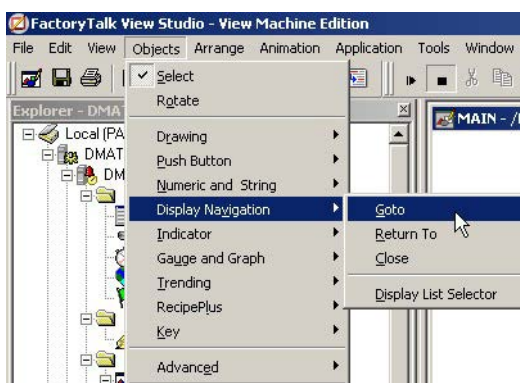 FactoryTalk View Studio - View Machine Edition
File Edit View Objects Arrange Animation Application Tools Window
Explorer - DMAT
MAIN - /
Local (PA
DMAT
DM
Select
Rotate
Drawing
Push Button
Numeric and String
Display Navigation
Indicator
Gauge and Graph
Trending
RecipePlus
Key
Advanced
Goto
Return To
Close
Display List Selector